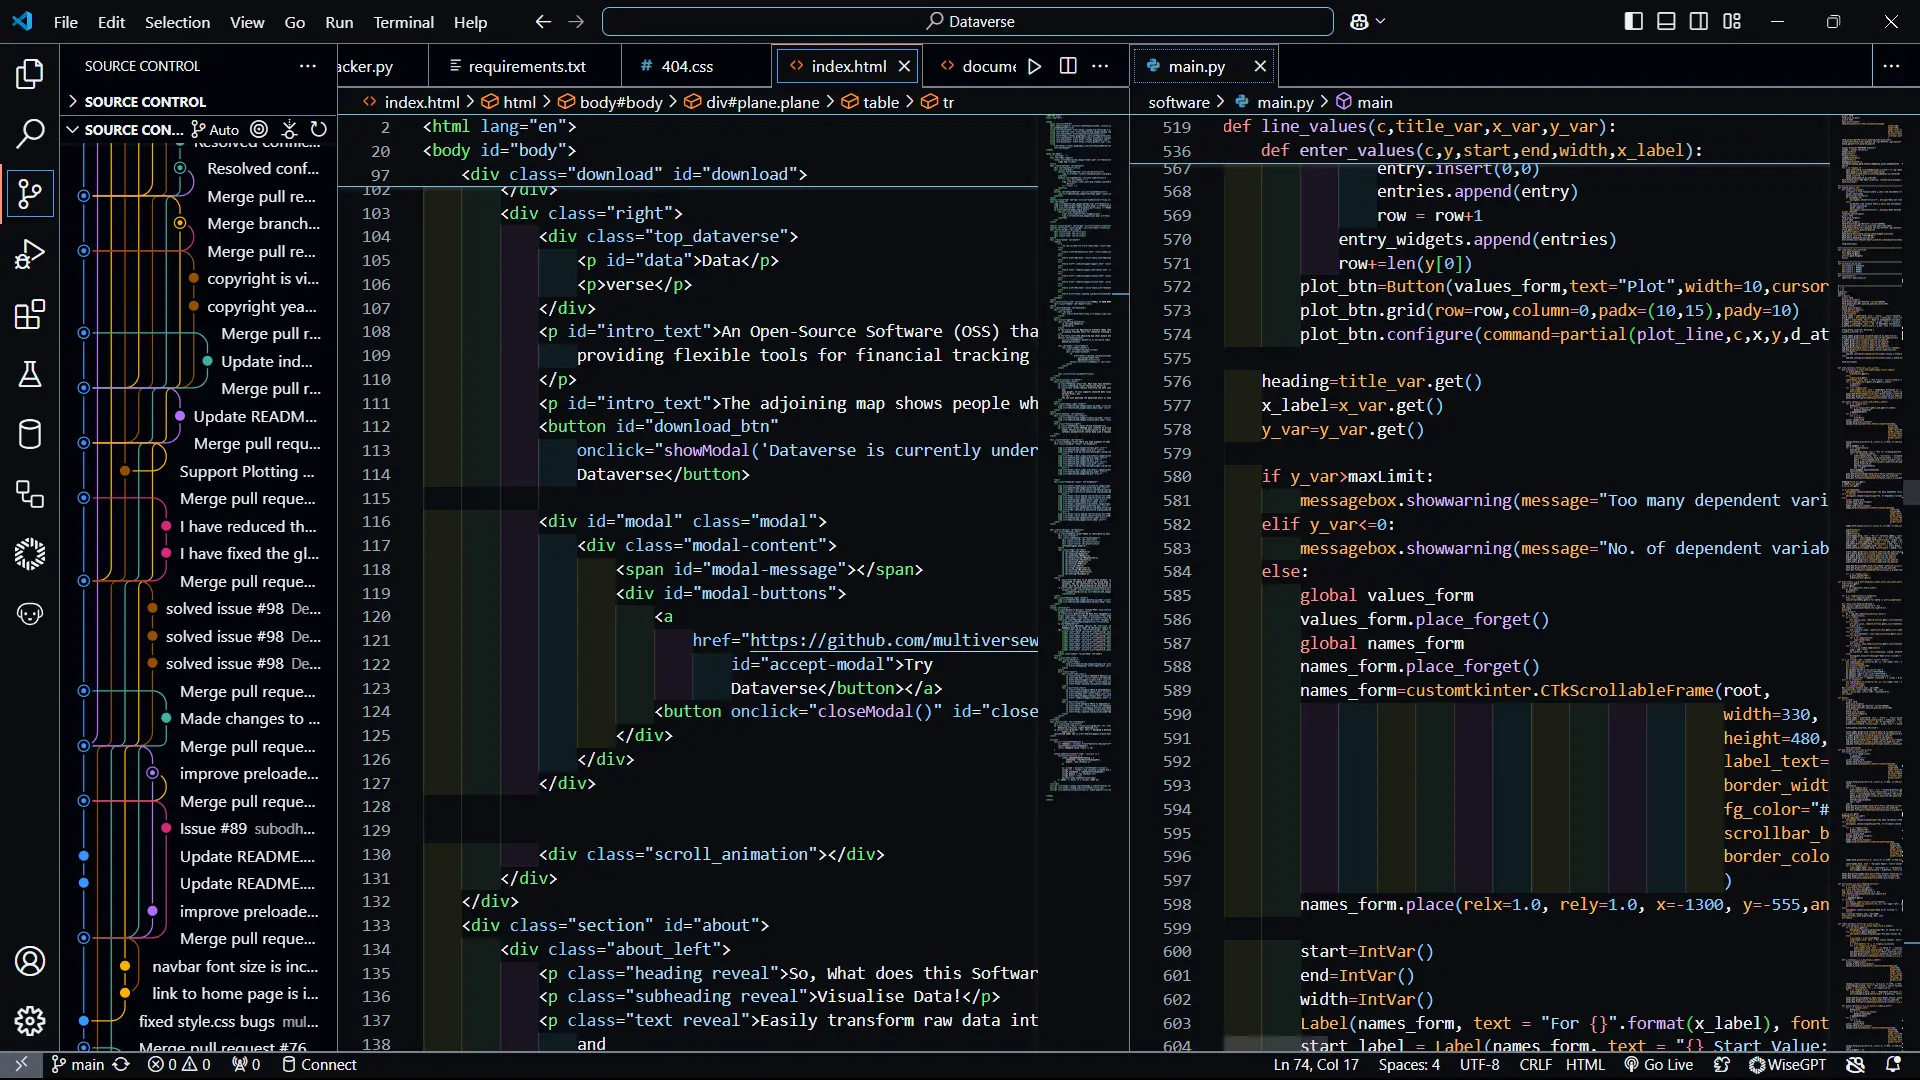 File Edit Selection View Go Run Terminal Help
Dataverse
SOURCE CONTROL
SOURCE CONTROL
SOURCE CON... Auto
Resolved conf...
Merge pull re...
Merge branch...
Merge pull re...
copyright is vi...
copyright yea...
Merge pull r...
Update ind...
Merge pull r...
Update READM...
Merge pull requ...
Support Plotting ...
Merge pull reque...
I have reduced th...
I have fixed the gl...
Merge pull reque...
solved issue #98 De...
solved issue #98 De...
solved issue #98 De...
Merge pull reque...
Made changes to ...
Merge pull reque...
improve preloade...
Merge pull reque...
Issue #89 subodh...
Update README....
Update README....
improve preloade...
Merge pull reque...
navbar font size is inc...
link to home page is i...
fixed style.css bugs mul...
Merge pull request #76
acker.py requirements.txt # 404.css index.html docume
index.html > html > body#body > div#plane.plane > table > tr
2 <html lang="en">
20 <body id="body">
97 <div class="download" id="download">
102 </div>
103 <div class="right">
104 <div class="top_dataverse">
105 <p id="data">Data</p>
106 <p>verse</p>
107 </div>
108 <p id="intro_text">An Open-Source Software (OSS) tha
109 providing flexible tools for financial tracking
110 </p>
111 <p id="intro_text">The adjoining map shows people wh
112 <button id="download_btn"
113 onclick="showModal('Dataverse is currently under
114 Dataverse</button>
115
116 <div id="modal" class="modal">
117 <div class="modal-content">
118 <span id="modal-message"></span>
119 <div id="modal-buttons">
120 <a
121 href="https://github.com/multiversew
122 id="accept-modal">Try
123 Dataverse</button></a>
124 <button onclick="closeModal()" id="close
125 </div>
126 </div>
127 </div>
128
129
130 <div class="scroll_animation"></div>
131 </div>
132 </div>
133 <div class="section" id="about">
134 <div class="about_left">
135 <p class="heading reveal">So, What does this Softwar
136 <p class="subheading reveal">Visualise Data!</p>
137 <p class="text reveal">Easily transform raw data int
138 and
main.py
software > main.py > main
519 def line_values(c,title_var,x_var,y_var):
536 def enter_values(c,y,start,end,width,x_label):
567 entry.insert(0,0)
568 entries.append(entry)
569 row = row+1
570 entry_widgets.append(entries)
571 row+=len(y[0])
572 plot_btn=Button(values_form,text="Plot",width=10,cursor
573 plot_btn.grid(row=row,column=0,padx=(10,15),pady=10)
574 plot_btn.configure(command=partial(plot_line,c,x,y,d_at
575
576 heading=title_var.get()
577 x_label=x_var.get()
578 y_var=y_var.get()
579
580 if y_var>maxLimit:
581 messagebox.showwarning(message="Too many dependent vari
582 elif y_var<=0:
583 messagebox.showwarning(message="No. of dependent variab
584 else:
585 global values_form
586 values_form.place_forget()
587 global names_form
588 names_form.place_forget()
589 names_form=customtkinter.CTkScrollableFrame(root,
590 width=330,
591 height=480,
592 label_text=
593 border_widt
594 fg_color="#
595 scrollbar_b
596 border_colo
597 )
598 names_form.place(relx=1.0, rely=1.0, x=-1300, y=-555,an
599
600 start=IntVar()
601 end=IntVar()
602 width=IntVar()
603 Label(names_form, text = "For {}".format(x_label), font
604 start_label = Label(names_form, text = "{} Start Value:
main 0 0 0 Connect
Ln 74, Col 17 Spaces: 4 UTF-8 CRLF HTML Go Live WiseGPT